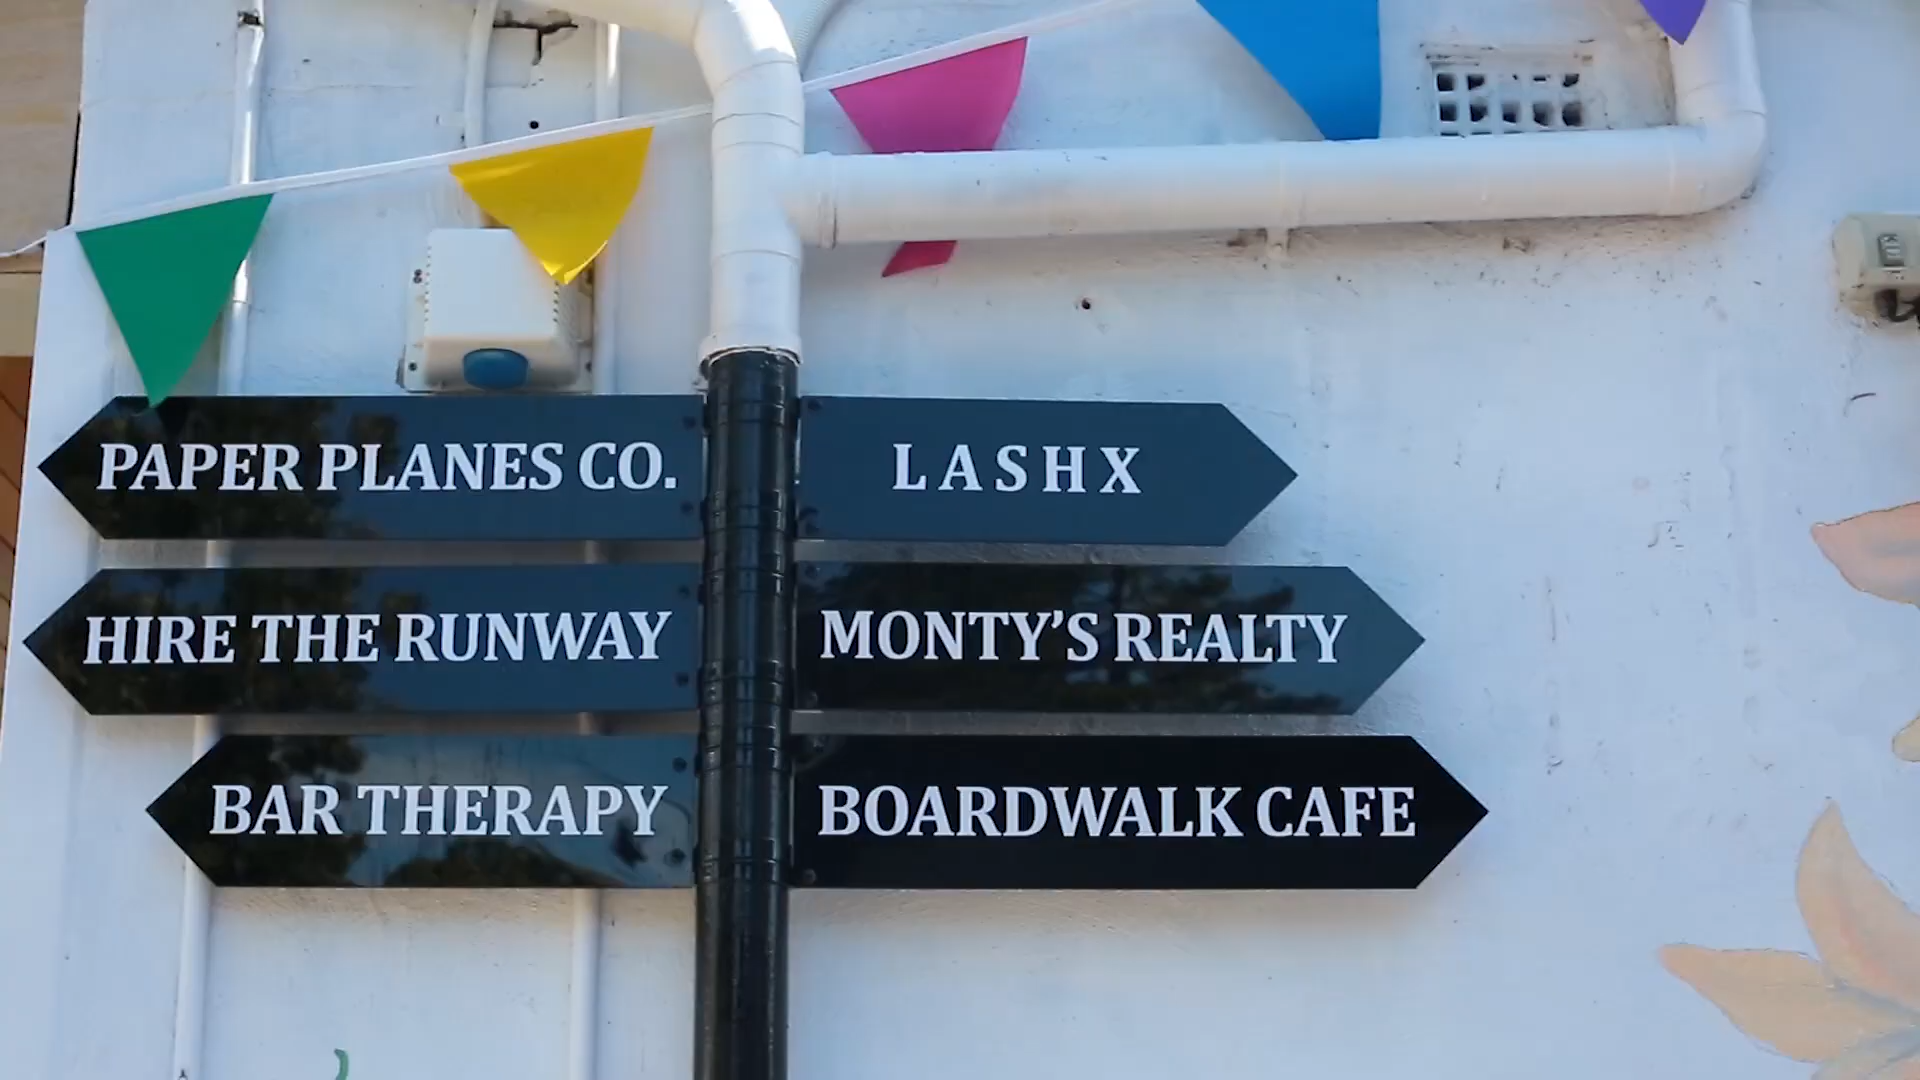 PAPER PLANES CO.
LASHX
HIRE THE RUNWAY
MONTY'S REALTY
BAR THERAPY
BOARDWALK CAFE